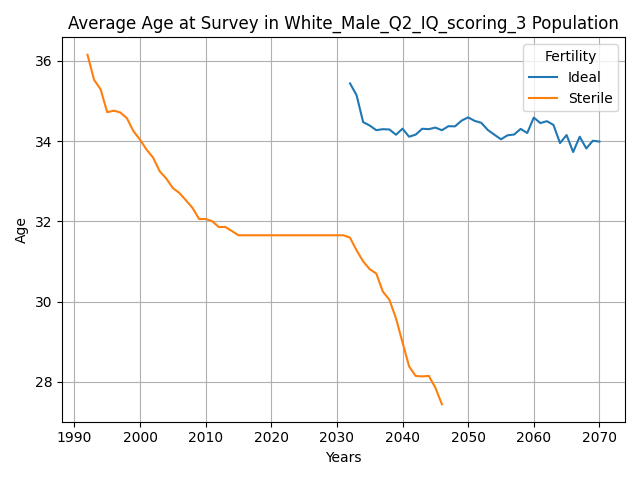 Average Age at Survey in White_Male_Q2_IQ_scoring_3 Population
Fertility
Ideal
Sterile
Age
36
34
32
30
28
1990 2000 2010 2020 2030 2040 2050 2060 2070
Years